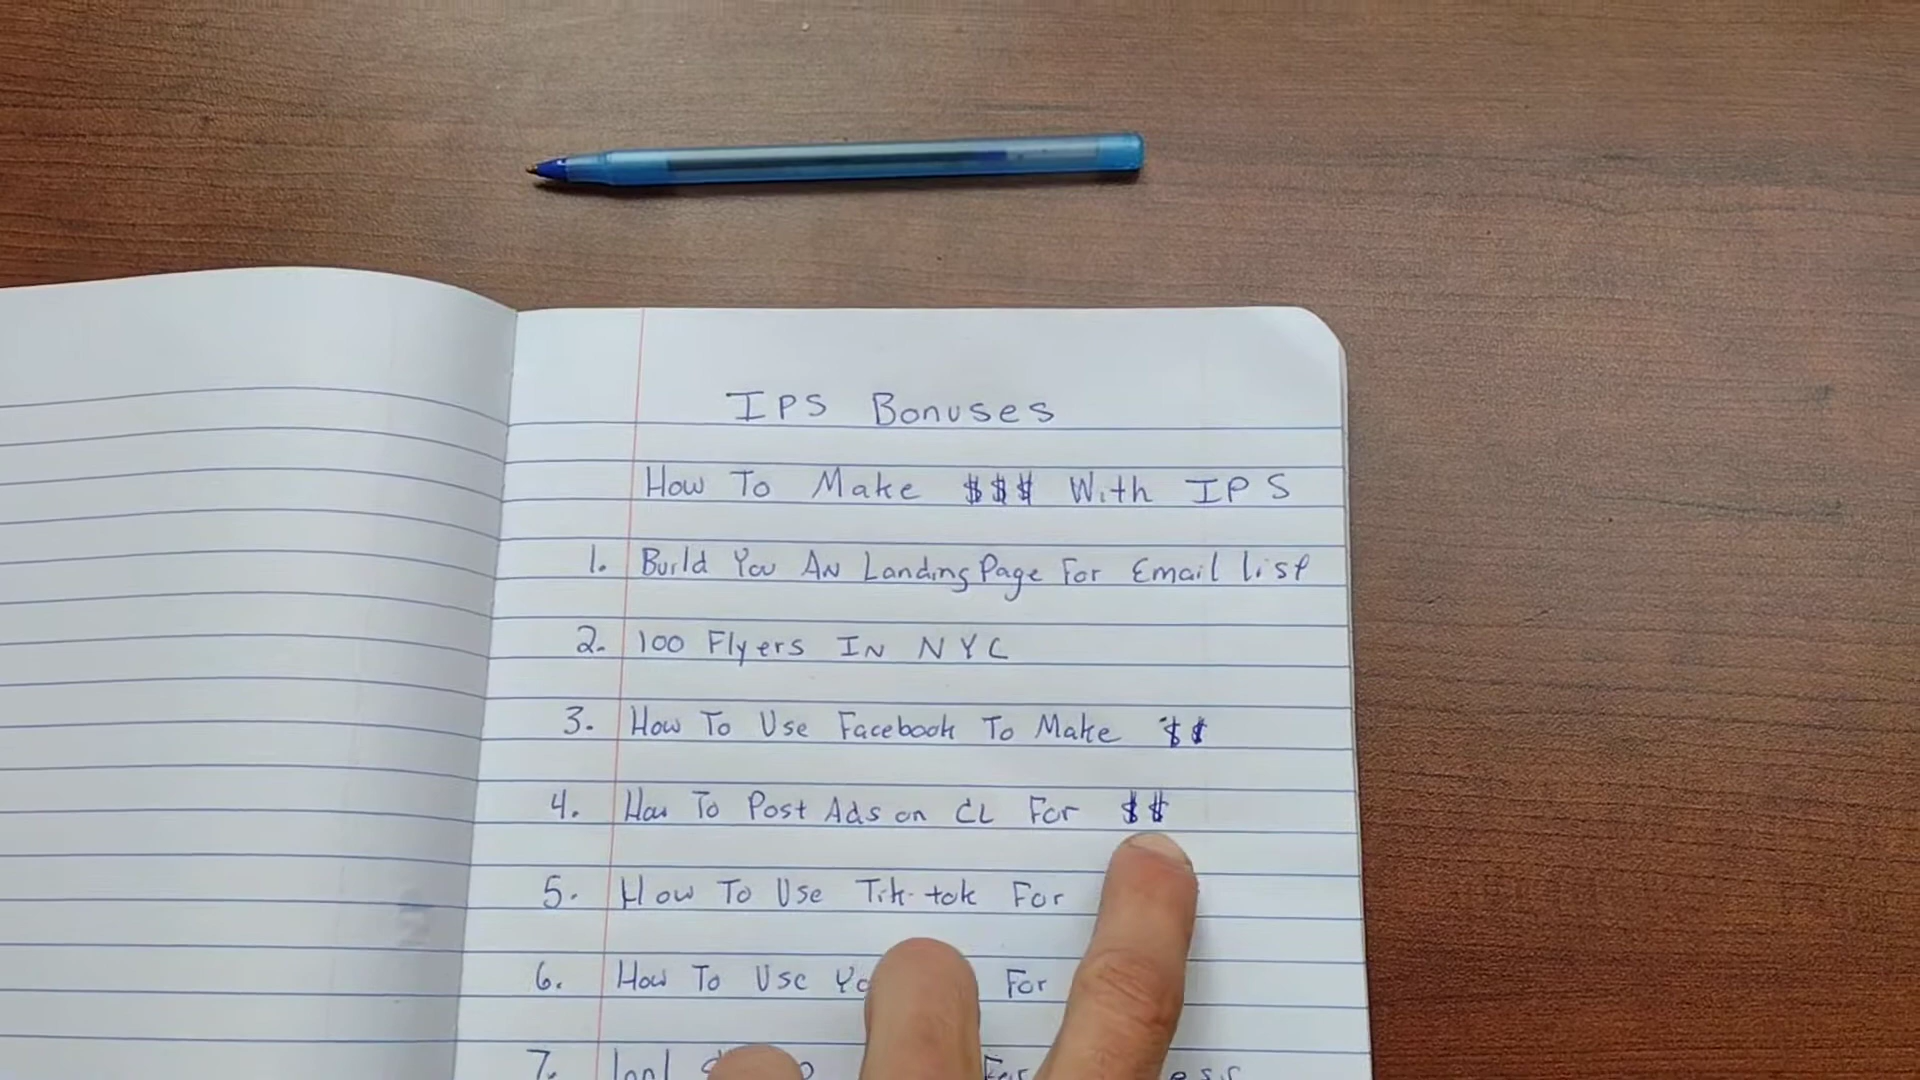 IPS Bonuses
How To Make $$$ With IPS
1. Build You AN Landing Page For Email list
2. 100 Flyers IN NYC
3. How To Use Facebook To Make $$
4. How To Post Ads on CL For $$
5. How To Use Tik-tok For
6. How To Use For
7. For